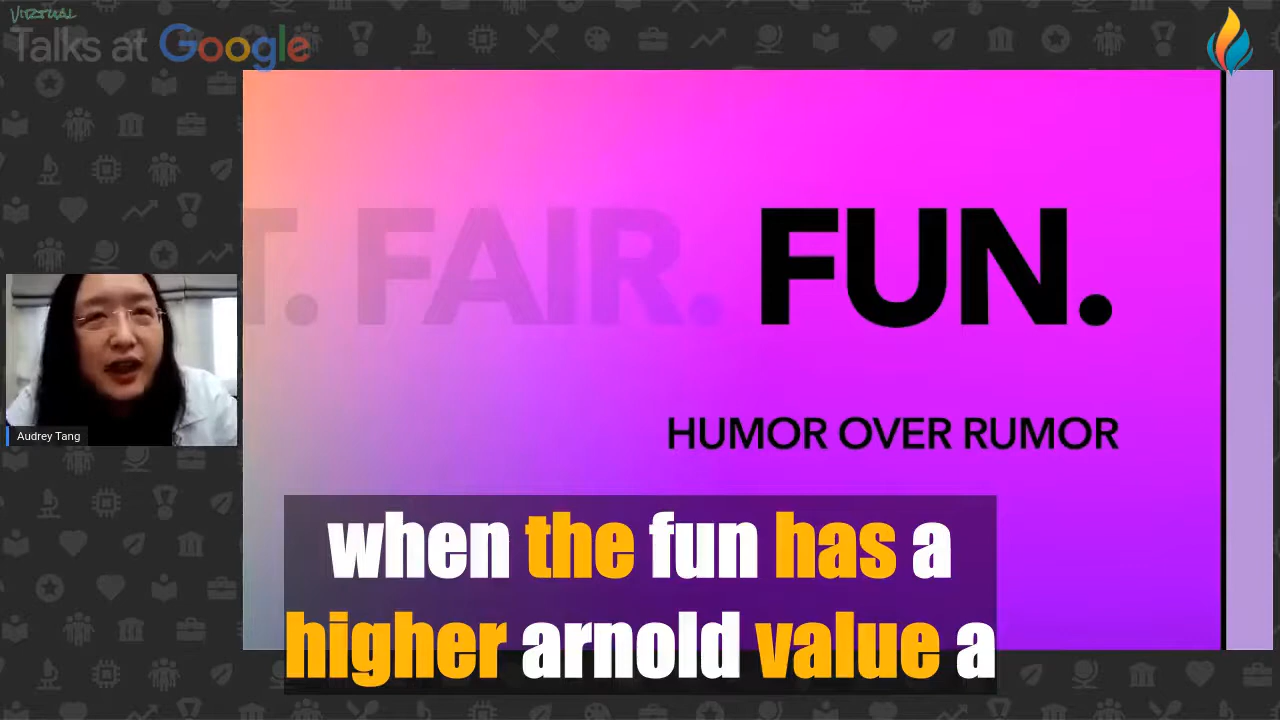 VIRTUAL
Talks at Google
T. FAIR. FUN.
HUMOR OVER RUMOR
Audrey Tang
when the fun has a
higher arnold value a